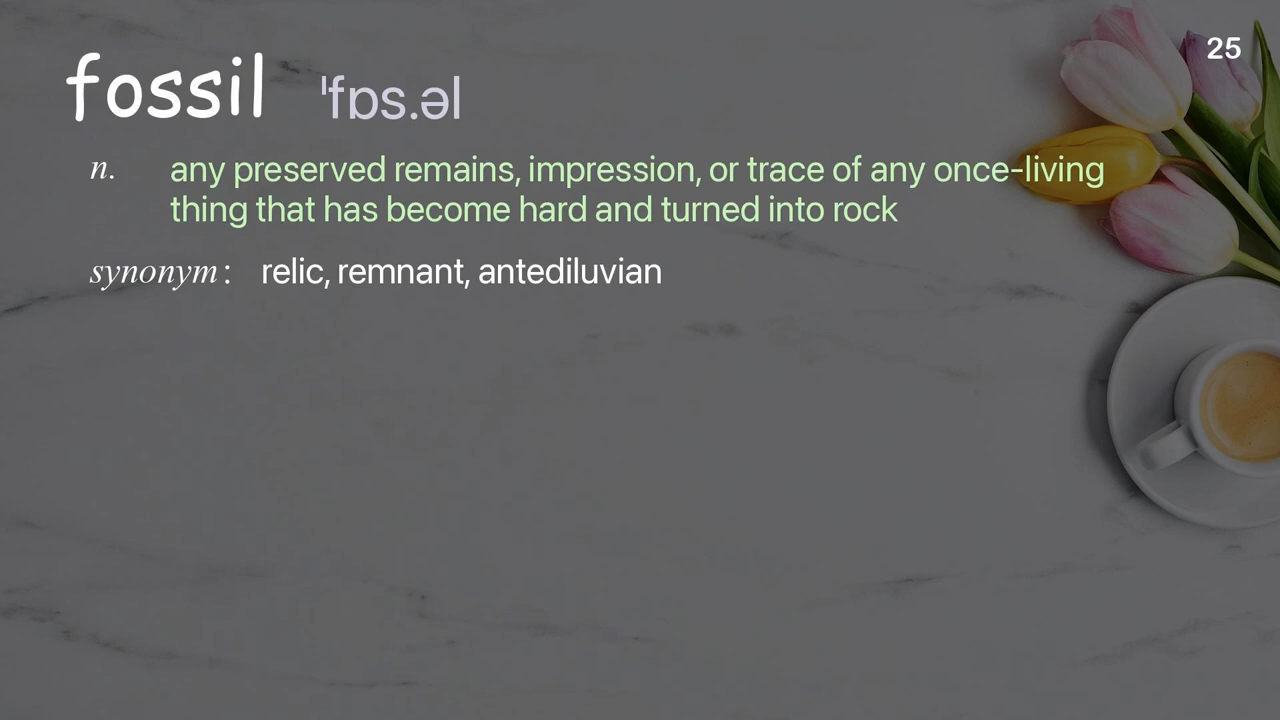 25
fossil ˈfɒs.əl
n. any preserved remains, impression, or trace of any once-living
thing that has become hard and turned into rock
synonym: relic, remnant, antediluvian